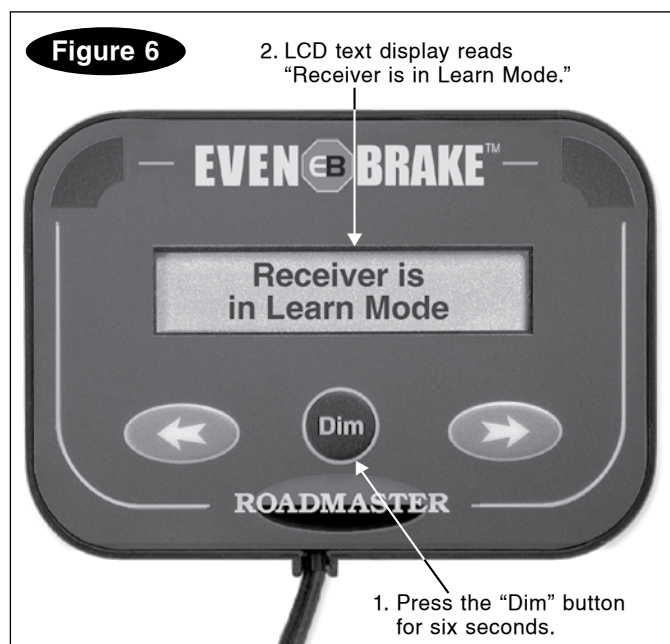 Figure 6
2. LCD text display reads
“Receiver is in Learn Mode.”
EVEN EB BRAKE™
Receiver is
in Learn Mode
Dim
ROADMASTER
1. Press the “Dim” button
for six seconds.